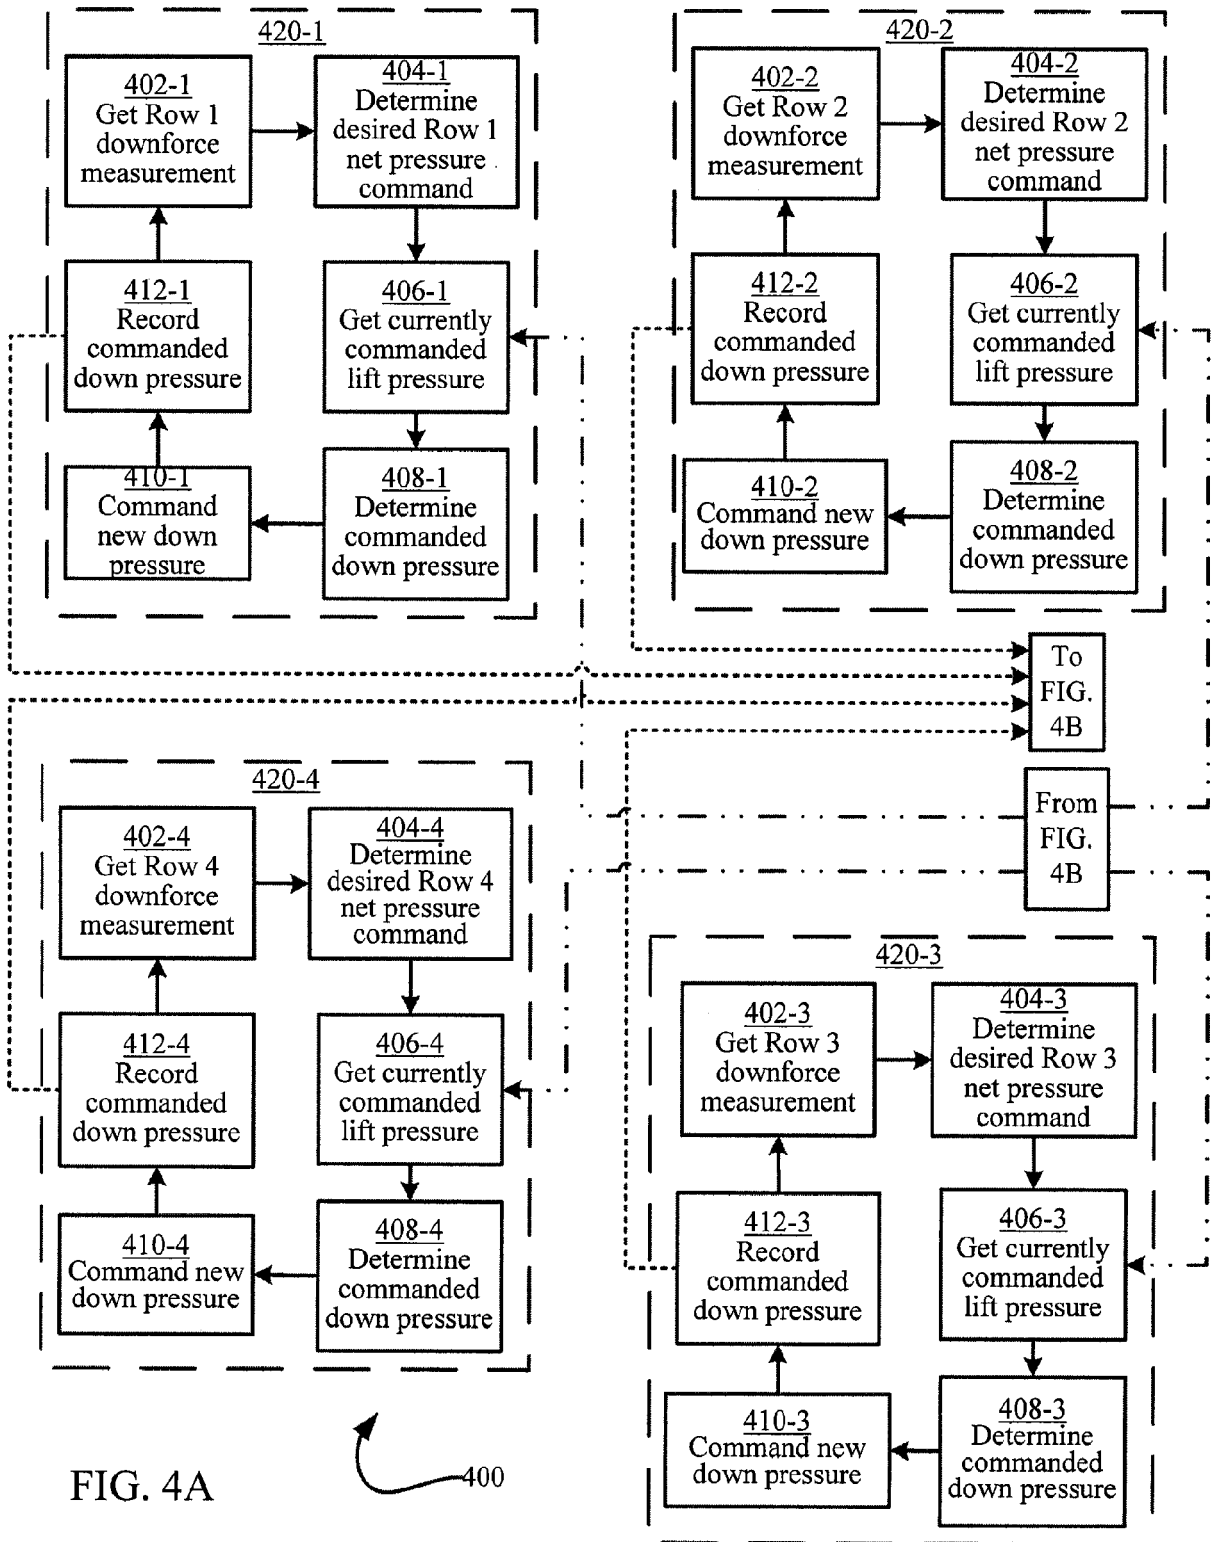 420-1
402-1
Get Row 1
downforce
measurement
404-1
Determine
desired Row 1
net pressure
command
412-1
Record
commanded
down pressure
406-1
Get currently
commanded
lift pressure
410-1
Command
new down
pressure
408-1
Determine
commanded
down pressure
420-2
402-2
Get Row 2
downforce
measurement
404-2
Determine
desired Row 2
net pressure
command
412-2
Record
commanded
down pressure
406-2
Get currently
commanded
lift pressure
410-2
Command new
down pressure
408-2
Determine
commanded
down pressure
To
FIG.
4B
From
FIG.
4B
420-4
402-4
Get Row 4
downforce
measurement
404-4
Determine
desired Row 4
net pressure
command
412-4
Record
commanded
down pressure
406-4
Get currently
commanded
lift pressure
410-4
Command new
down pressure
408-4
Determine
commanded
down pressure
420-3
402-3
Get Row 3
downforce
measurement
404-3
Determine
desired Row 3
net pressure
command
412-3
Record
commanded
down pressure
406-3
Get currently
commanded
lift pressure
410-3
Command new
down pressure
408-3
Determine
commanded
down pressure
FIG. 4A
400